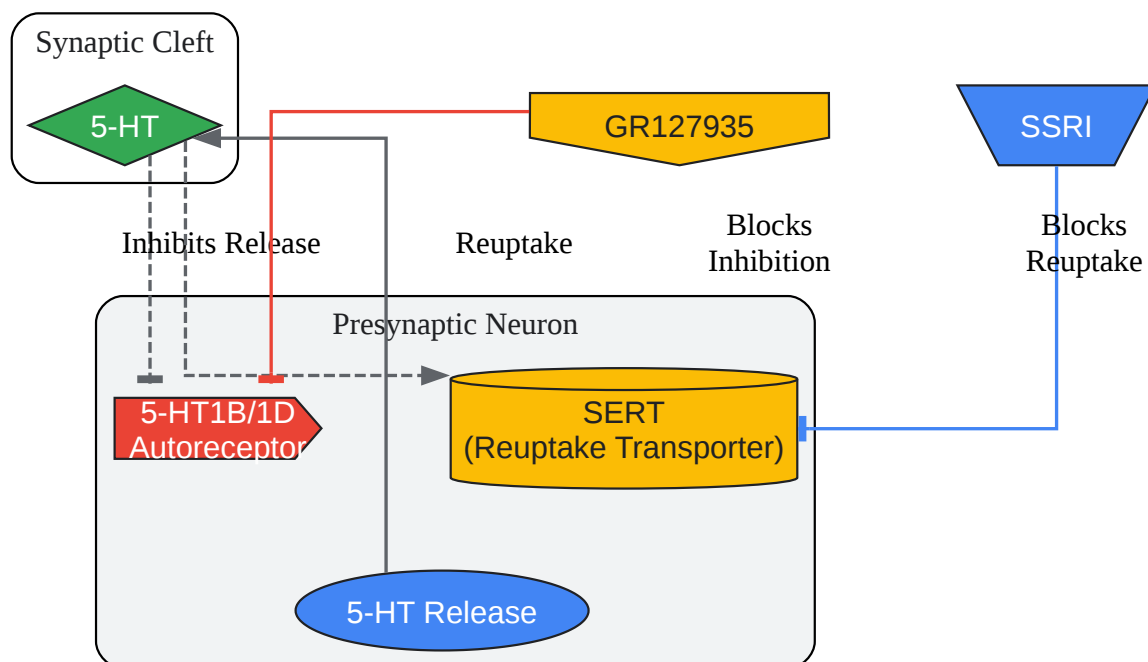 Synaptic Cleft
5-HT
GR127935
SSRI
Inhibits Release
Reuptake
Blocks
Inhibition
Blocks
Reuptake
Presynaptic Neuron
5-HT1B/1D
Autoreceptor
SERT
(Reuptake Transporter)
5-HT Release